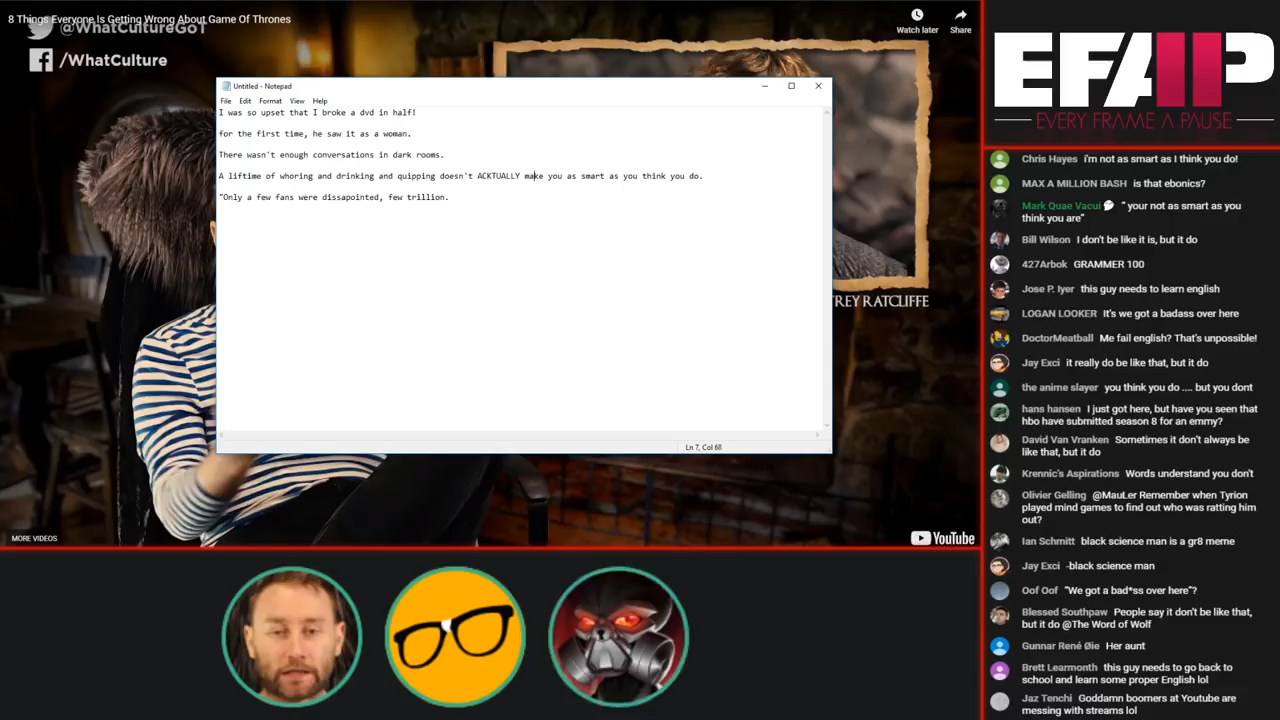 8 Things Everyone Is Getting Wrong About Game Of Thrones
@WhatCultureGoT
/WhatCulture
Watch later
Share
Untitled - Notepad
File Edit Format View Help
I was so upset that I broke a dvd in half!
for the first time, he saw it as a woman.
There wasn't enough conversations in dark rooms.
A liftime of whoring and drinking and quipping doesn't ACKTUALLY make you as smart as you think you do.
"Only a few fans were dissapointed, few trillion.
Ln 7, Col 68
REY RATCLIFFE
MORE VIDEOS
YouTube
EFAP
EVERY FRAME A PAUSE
Chris Hayes i'm not as smart as I think you do!
MAX A MILLION BASH is that ebonics?
Mark Quae Vacui " your not as smart as you
think you are"
Bill Wilson I don't be like it is, but it do
427Arbok GRAMMER 100
Jose P. Iyer this guy needs to learn english
LOGAN LOOKER It's we got a badass over here
DoctorMeatball Me fail english? That's unpossible!
Jay Exci it really do be like that, but it do
the anime slayer you think you do .... but you dont
hans hansen I just got here, but have you seen that
hbo have submitted season 8 for an emmy?
David Van Vranken Sometimes it don't always be
like that, but it do
Krennic's Aspirations Words understand you don't
Olivier Gelling @MauLer Remember when Tyrion
played mind games to find out who was ratting him
out?
Ian Schmitt black science man is a gr8 meme
Jay Exci -black science man
Oof Oof "We got a bad*ss over here"?
Blessed Southpaw People say it don't be like that,
but it do @The Word of Wolf
Gunnar René Øie Her aunt
Brett Learmonth this guy needs to go back to
school and learn some proper English lol
Jaz Tenchi Goddamn boomers at Youtube are
messing with streams lol